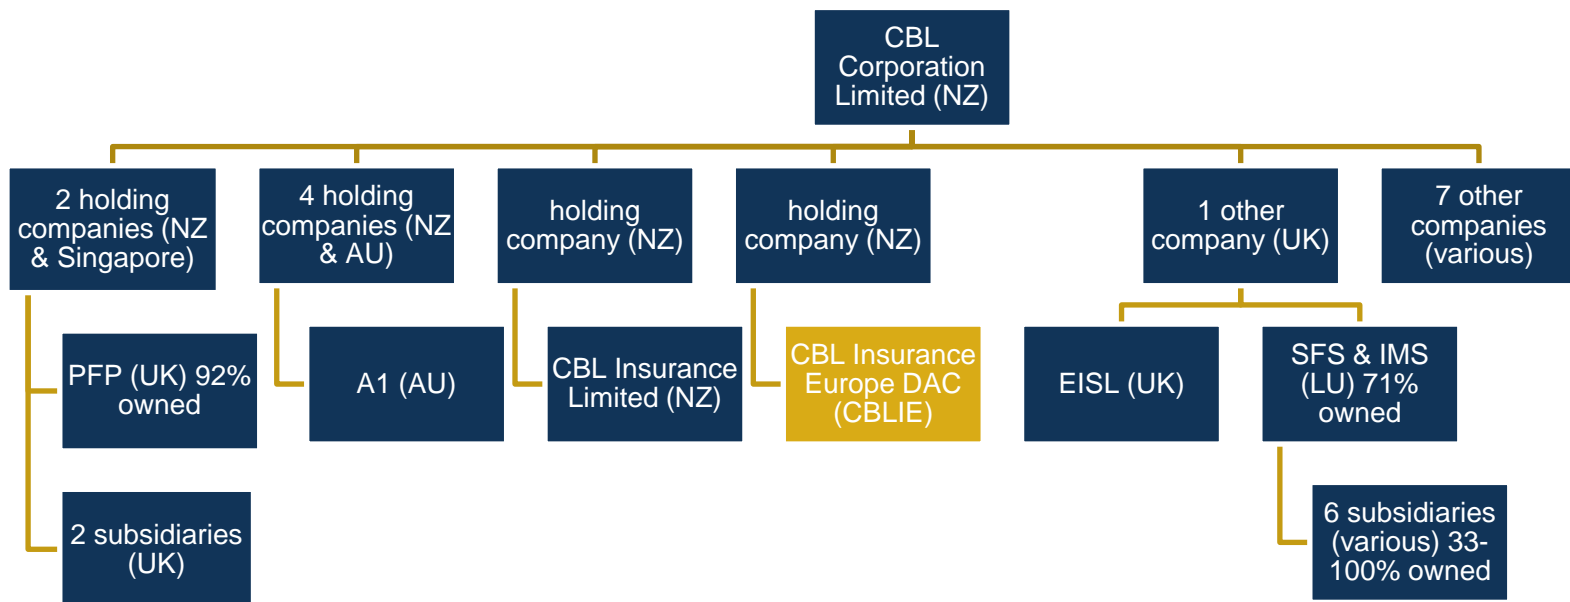 CBL
Corporation
Limited (NZ)
2 holding
companies (NZ
& Singapore)
4 holding
companies (NZ
& AU)
holding
company (NZ)
holding
company (NZ)
1 other
company (UK)
7 other
companies
(various)
PFP (UK) 92%
owned
A1 (AU)
CBL Insurance
Limited (NZ)
CBL Insurance
Europe DAC
(CBLIE)
EISL (UK)
SFS & IMS
(LU) 71%
owned
2 subsidiaries
(UK)
6 subsidiaries
(various) 33-
100% owned